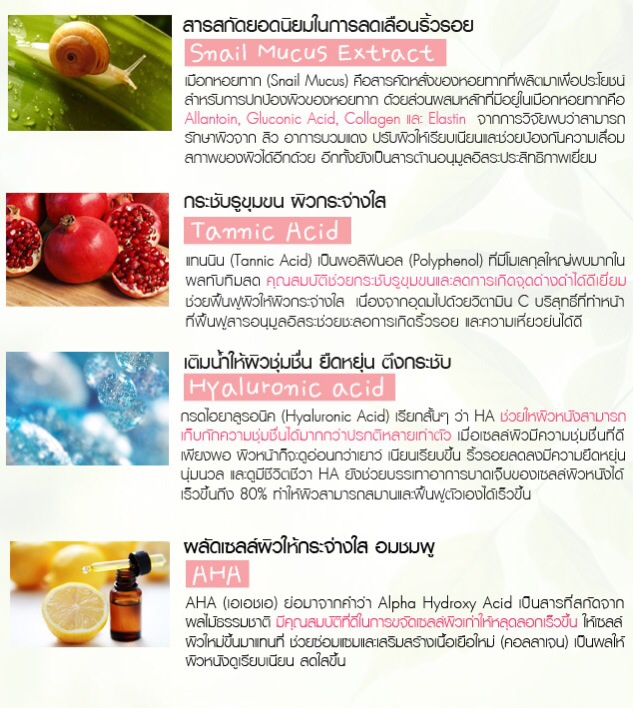 สารสกัดยอดนิยมในการลดเลือนริ้วรอย
Snail Mucus Extract
เมือกหอยทาก (Snail Mucus) คือสารคัดหลั่งของหอยทากที่ผลิตมาเพื่อประโยชน์
สำหรับการปกป้องผิวของหอยทาก ด้วยส่วนผสมหลักที่มีอยู่ในเมือกหอยทากคือ
Allantoin, Gluconic Acid, Collagen และ Elastin จากการวิจัยพบว่าสามารถ
รักษาผิวจาก สิว อาการบวมแดง ปรับผิวให้เรียบเนียนและช่วยป้องกันความเสื่อม
สภาพของผิวได้อีกด้วย อีกทั้งยังเป็นสารต้านอนุมูลอิสระประสิทธิภาพเยี่ยม
กระชับรูขุมขน ผิวกระจ่างใส
Tannic Acid
แทนนิน (Tannic Acid) เป็นพอลิฟีนอล (Polyphenol) ที่มีโมเลกุลใหญ่พบมากใน
ผลทับทิมสด คุณสมบัติช่วยกระชับรูขุมขนและลดการเกิดจุดด่างดำได้ดีเยี่ยม
ช่วยฟื้นฟูผิวให้ผิวกระจ่างใส เนื่องจากอุดมไปด้วยวิตามิน C บริสุทธิ์ที่ทำหน้า
ที่ฟื้นฟูสารอนุมูลอิสระช่วยชะลอการเกิดริ้วรอย และความเหี่ยวย่นได้ดี
เติมน้ำให้ผิวชุ่มชื่น ยืดหยุ่น ตึงกระชับ
Hyaluronic acid
กรดไฮยาลูรอนิค (Hyaluronic Acid) เรียกสั้นๆ ว่า HA ช่วยให้ผิวหนังสามารถ
เก็บกักความชุ่มชื่นได้มากกว่าปรกติหลายเท่าตัว เมื่อเซลล์ผิวมีความชุ่มชื่นที่ดี
เพียงพอ ผิวหน้าก็จะดูอ่อนกว่าเยาว์ เนียนเรียบขึ้น ริ้วรอยลดลงมีความยืดหยุ่น
นุ่มนวล และดูมีชีวิตชีวา HA ยังช่วยบรรเทาอาการบาดเจ็บของเซลล์ผิวหนังได้
เร็วขึ้นถึง 80% ทำให้ผิวสามารถสมานและฟื้นฟูตัวเองได้เร็วขึ้น
ผลัดเซลล์ผิวให้กระจ่างใส อมชมพู
AHA
AHA (เอเอชเอ) ย่อมาจากคำว่า Alpha Hydroxy Acid เป็นสารที่สกัดจาก
ผลไม้ธรรมชาติ มีคุณสมบัติที่ดีในการขจัดเซลล์ผิวเก่าให้หลุดลอกเร็วขึ้น ให้เซลล์
ผิวใหม่ขึ้นมาแทนที่ ช่วยซ่อมแซมและเสริมสร้างเนื้อเยื่อใหม่ (คอลลาเจน) เป็นผลให้
ผิวหนังดูเรียบเนียน สดใสขึ้น